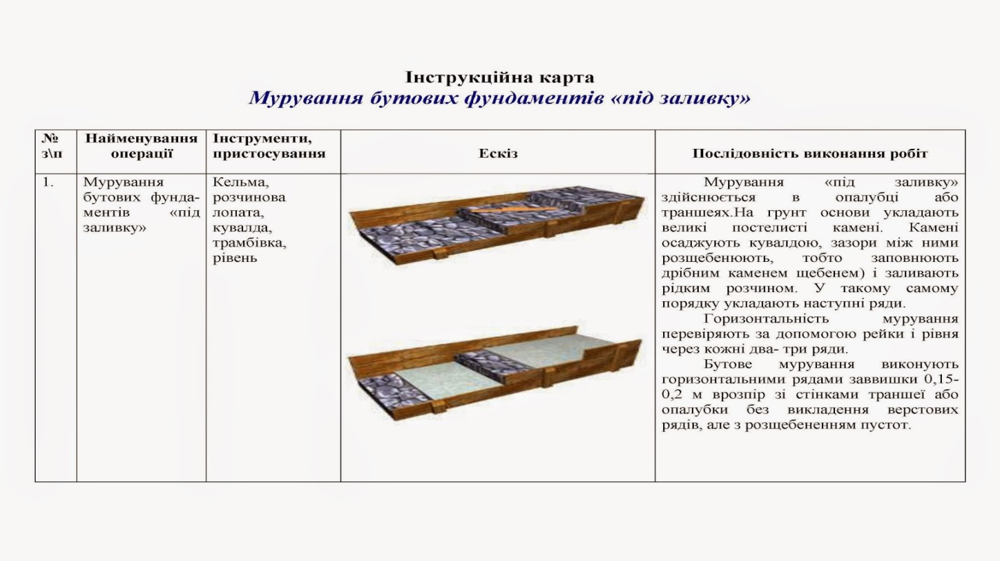 Інструкційна карта
Мурування бутових фундаментів «під заливку»
№ з\п
Найменування операції
Інструменти, пристосування
Ескіз
Послідовність виконання робіт
1.
Мурування
бутових фунда-
ментів «під
заливку»
Кельма,
розчинова
лопата,
кувалда,
трамбівка,
рівень
Мурування «під заливку»
здійснюється в опалубці або
траншеях.На грунт основи укладають
великі постелисті камені. Камені
осаджують кувалдою, зазори між ними
розщебенюють, тобто заповнюють
дрібним каменем щебенем) і заливають
рідким розчином. У такому самому
порядку укладають наступні ряди.
Горизонтальність мурування
перевіряють за допомогою рейки і рівня
через кожні два- три ряди.
Бутове мурування виконують
горизонтальними рядами заввишки 0,15-
0,2 м врозпір зі стінками траншеї або
опалубки без викладення верстових
рядів, але з розщебененням пустот.